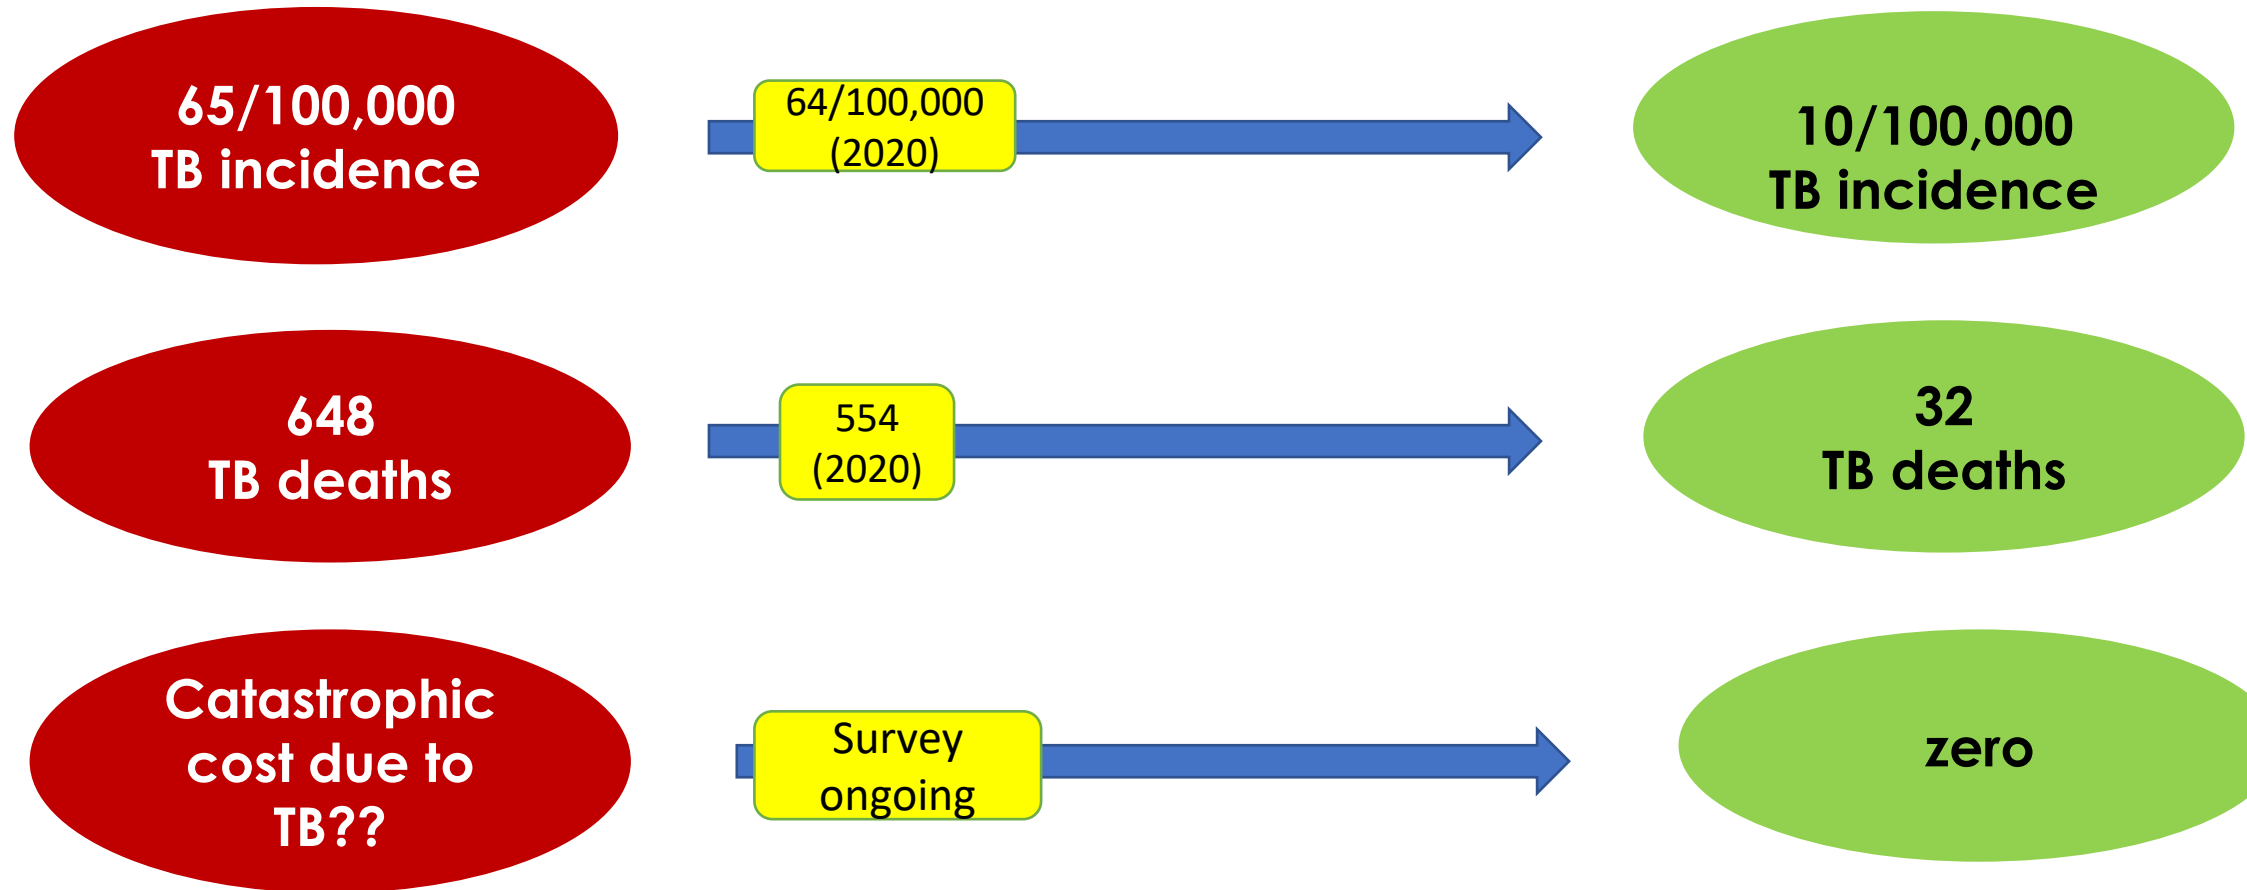 65/100,000
TB incidence
64/100,000
(2020)
10/100,000
TB incidence
648
TB deaths
554
(2020)
32
TB deaths
Catastrophic
cost due to
TB??
Survey
ongoing
zero